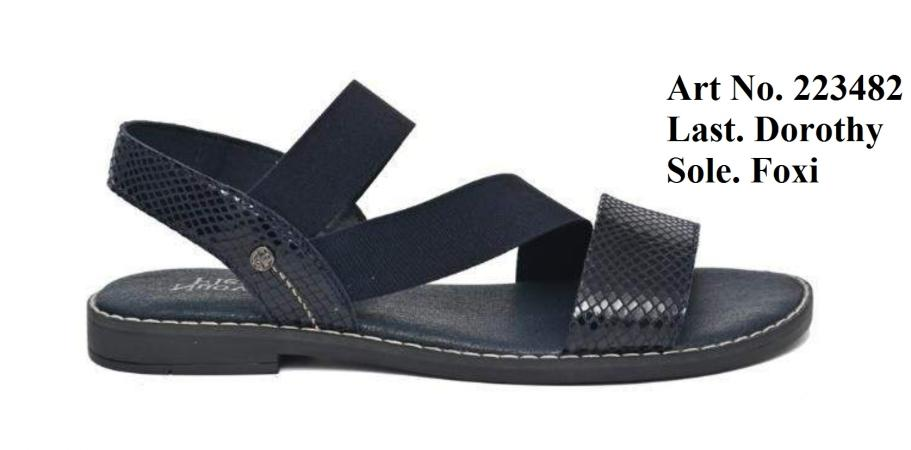 Art No. 223482
Last. Dorothy
Sole. Foxi